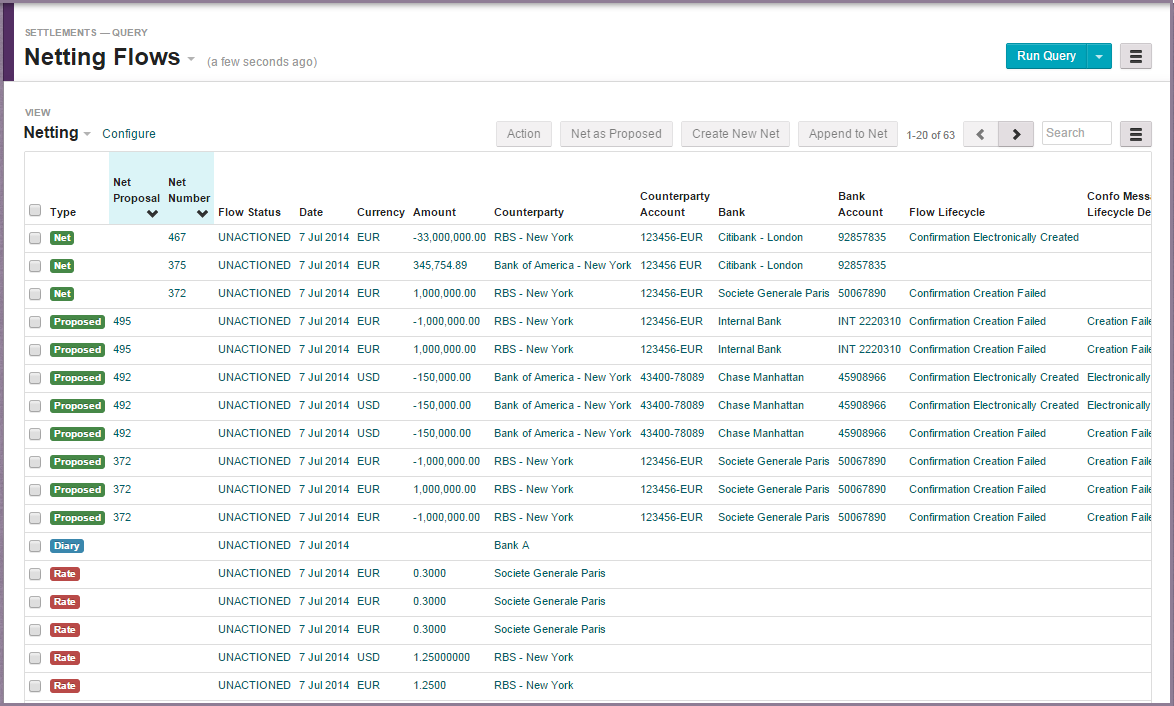 SETTLEMENTS — QUERY
Netting Flows (a few seconds ago)
Run Query
VIEW
Netting Configure
Action Net as Proposed Create New Net Append to Net 1-20 of 63 Search
Type Net Proposal Net Number Flow Status Date Currency Amount Counterparty Counterparty Account Bank Bank Account Flow Lifecycle Confo Mess Lifecycle De
Net 467 UNACTIONED 7 Jul 2014 EUR -33,000,000.00 RBS - New York 123456-EUR Citibank - London 92857835 Confirmation Electronically Created
Net 375 UNACTIONED 7 Jul 2014 EUR 345,754.89 Bank of America - New York 123456 EUR Citibank - London 92857835
Net 372 UNACTIONED 7 Jul 2014 EUR 1,000,000.00 RBS - New York 123456-EUR Societe Generale Paris 50067890 Confirmation Creation Failed
Proposed 495 UNACTIONED 7 Jul 2014 EUR -1,000,000.00 RBS - New York 123456-EUR Internal Bank INT 2220310 Confirmation Creation Failed Creation Faile
Proposed 495 UNACTIONED 7 Jul 2014 EUR 1,000,000.00 RBS - New York 123456-EUR Internal Bank INT 2220310 Confirmation Creation Failed Creation Faile
Proposed 492 UNACTIONED 7 Jul 2014 USD -150,000.00 Bank of America - New York 43400-78089 Chase Manhattan 45908966 Confirmation Electronically Created Electronically
Proposed 492 UNACTIONED 7 Jul 2014 USD -150,000.00 Bank of America - New York 43400-78089 Chase Manhattan 45908966 Confirmation Electronically Created Electronically
Proposed 492 UNACTIONED 7 Jul 2014 USD -150,000.00 Bank of America - New York 43400-78089 Chase Manhattan 45908966 Confirmation Creation Failed Creation Faile
Proposed 372 UNACTIONED 7 Jul 2014 EUR -1,000,000.00 RBS - New York 123456-EUR Societe Generale Paris 50067890 Confirmation Creation Failed Creation Faile
Proposed 372 UNACTIONED 7 Jul 2014 EUR 1,000,000.00 RBS - New York 123456-EUR Societe Generale Paris 50067890 Confirmation Creation Failed Creation Faile
Proposed 372 UNACTIONED 7 Jul 2014 EUR -1,000,000.00 RBS - New York 123456-EUR Societe Generale Paris 50067890 Confirmation Creation Failed Creation Faile
Diary UNACTIONED 7 Jul 2014 Bank A
Rate UNACTIONED 7 Jul 2014 EUR 0.3000 Societe Generale Paris
Rate UNACTIONED 7 Jul 2014 EUR 0.3000 Societe Generale Paris
Rate UNACTIONED 7 Jul 2014 EUR 0.3000 Societe Generale Paris
Rate UNACTIONED 7 Jul 2014 USD 1.25000000 RBS - New York
Rate UNACTIONED 7 Jul 2014 EUR 1.2500 RBS - New York